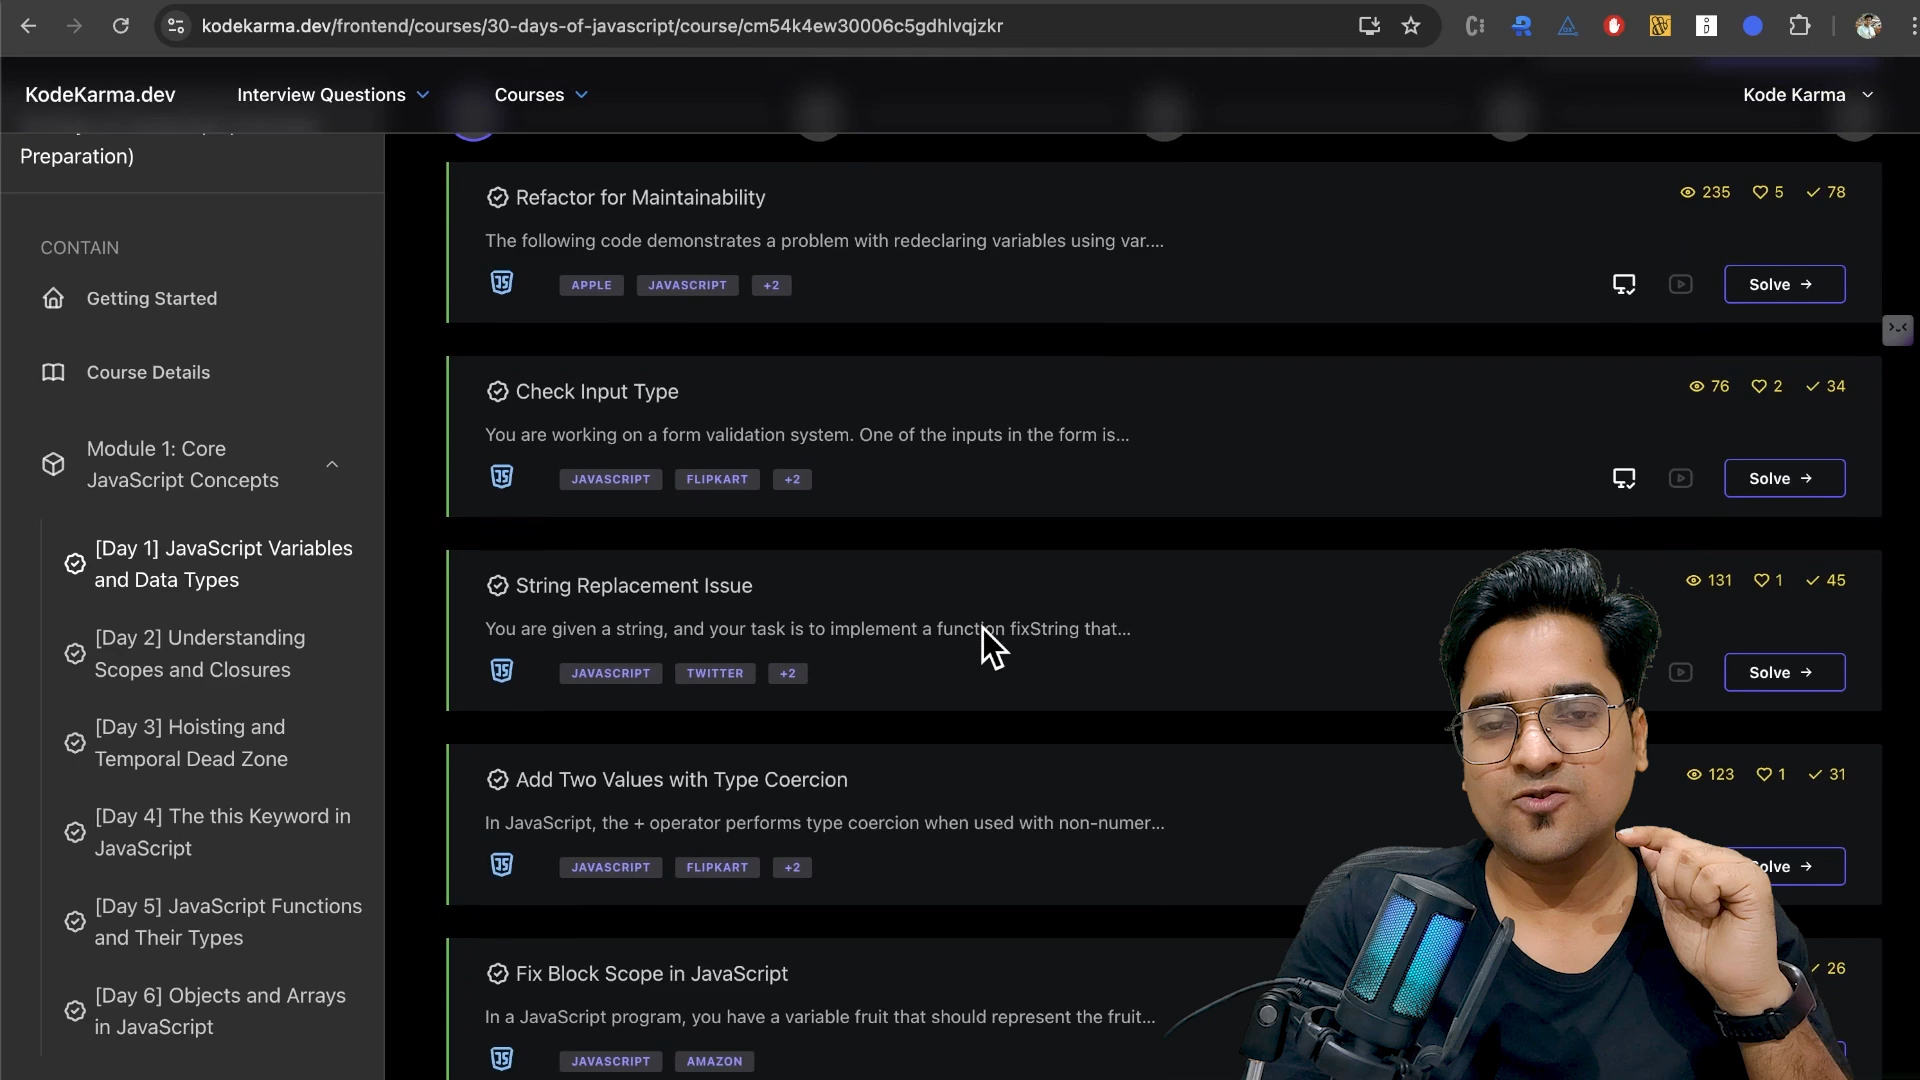 kodekarma.dev/frontend/courses/30-days-of-javascript/course/cm54k4ew30006c5gdhlvqjzkr
KodeKarma.dev
Interview Questions
Courses
Kode Karma
Preparation)
CONTAIN
Getting Started
Course Details
Module 1: Core
JavaScript Concepts
[Day 1] JavaScript Variables
and Data Types
[Day 2] Understanding
Scopes and Closures
[Day 3] Hoisting and
Temporal Dead Zone
[Day 4] The this Keyword in
JavaScript
[Day 5] JavaScript Functions
and Their Types
[Day 6] Objects and Arrays
in JavaScript
Refactor for Maintainability
235 5 78
The following code demonstrates a problem with redeclaring variables using var....
JS APPLE JAVASCRIPT +2
Solve →
Check Input Type
76 2 34
You are working on a form validation system. One of the inputs in the form is...
JS JAVASCRIPT FLIPKART +2
Solve →
String Replacement Issue
131 1 45
You are given a string, and your task is to implement a function fixString that...
JS JAVASCRIPT TWITTER +2
Solve →
Add Two Values with Type Coercion
123 1 31
In JavaScript, the + operator performs type coercion when used with non-numer...
JS JAVASCRIPT FLIPKART +2
olve →
Fix Block Scope in JavaScript
26
In a JavaScript program, you have a variable fruit that should represent the fruit...
JS JAVASCRIPT AMAZON